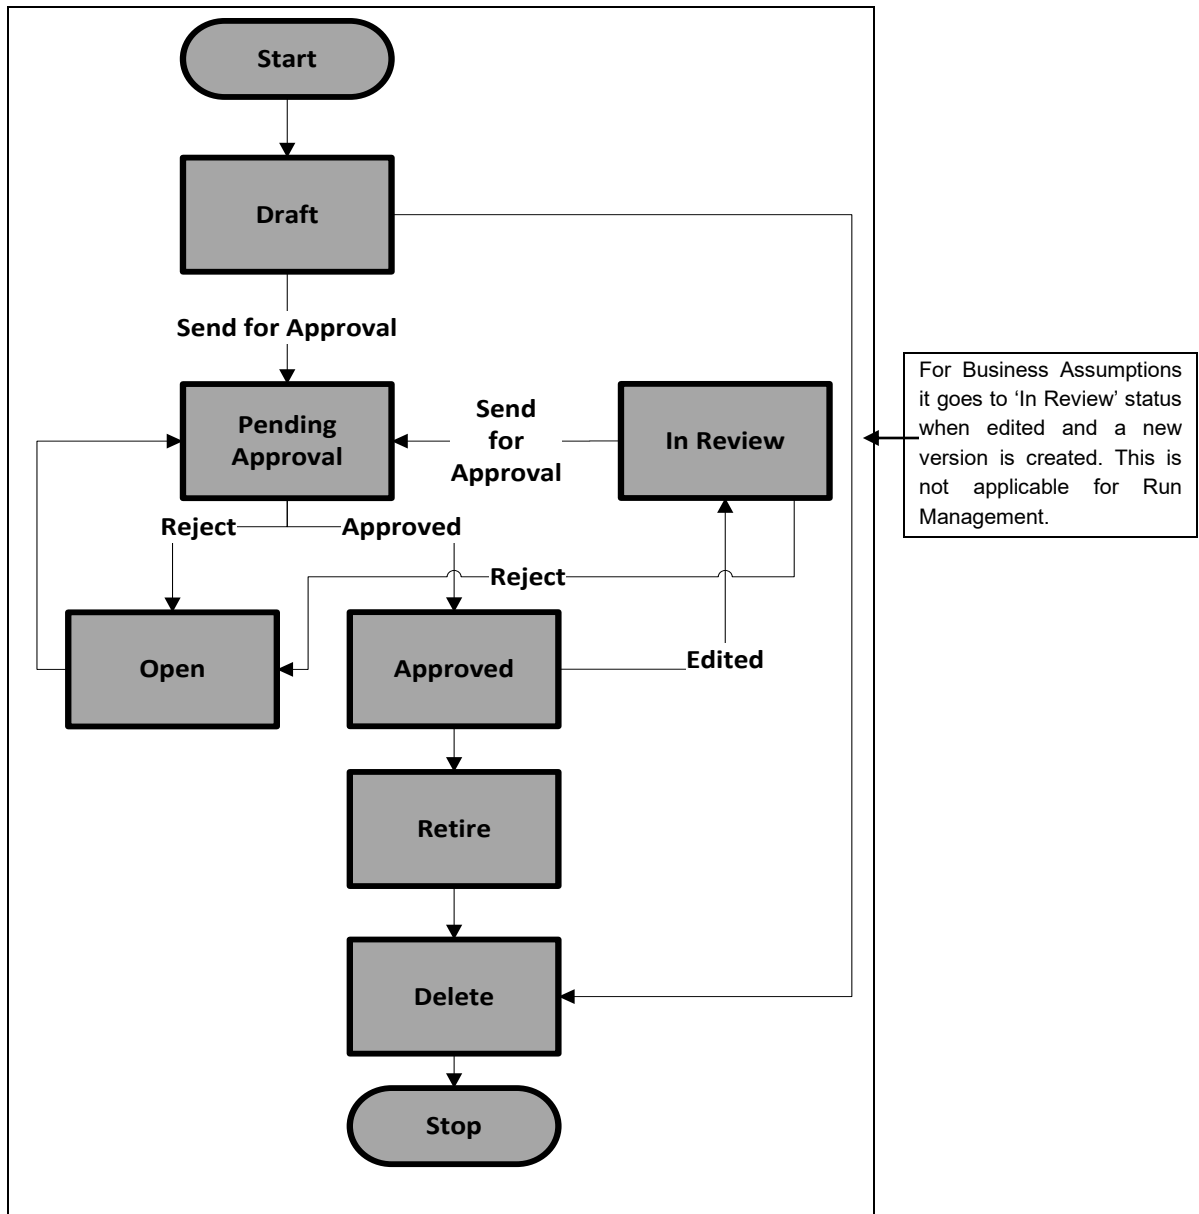 Start
Draft
Send for Approval
Pending
Approval
Send
for
Approval
In Review
For Business Assumptions
it goes to ‘In Review’ status
when edited and a new
version is created. This is
not applicable for Run
Management.
Reject
Approved
Reject
Open
Approved
Edited
Retire
Delete
Stop